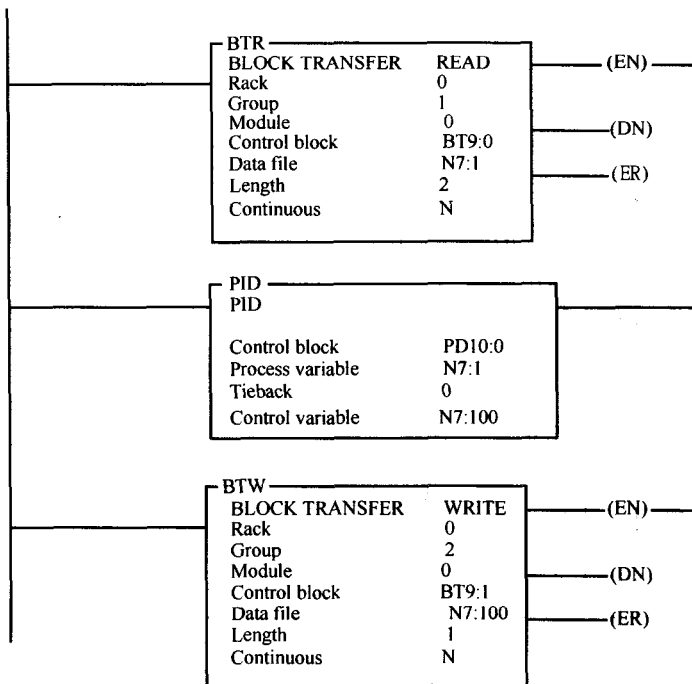 BTR
BLOCK TRANSFER READ (EN)
Rack 0
Group 1
Module 0 (DN)
Control block BT9:0
Data file N7:1 (ER)
Length 2
Continuous N
PID
PID
Control block PD10:0
Process variable N7:1
Tieback 0
Control variable N7:100
BTW
BLOCK TRANSFER WRITE (EN)
Rack 0
Group 2
Module 0 (DN)
Control block BT9:1
Data file N7:100 (ER)
Length 1
Continuous N